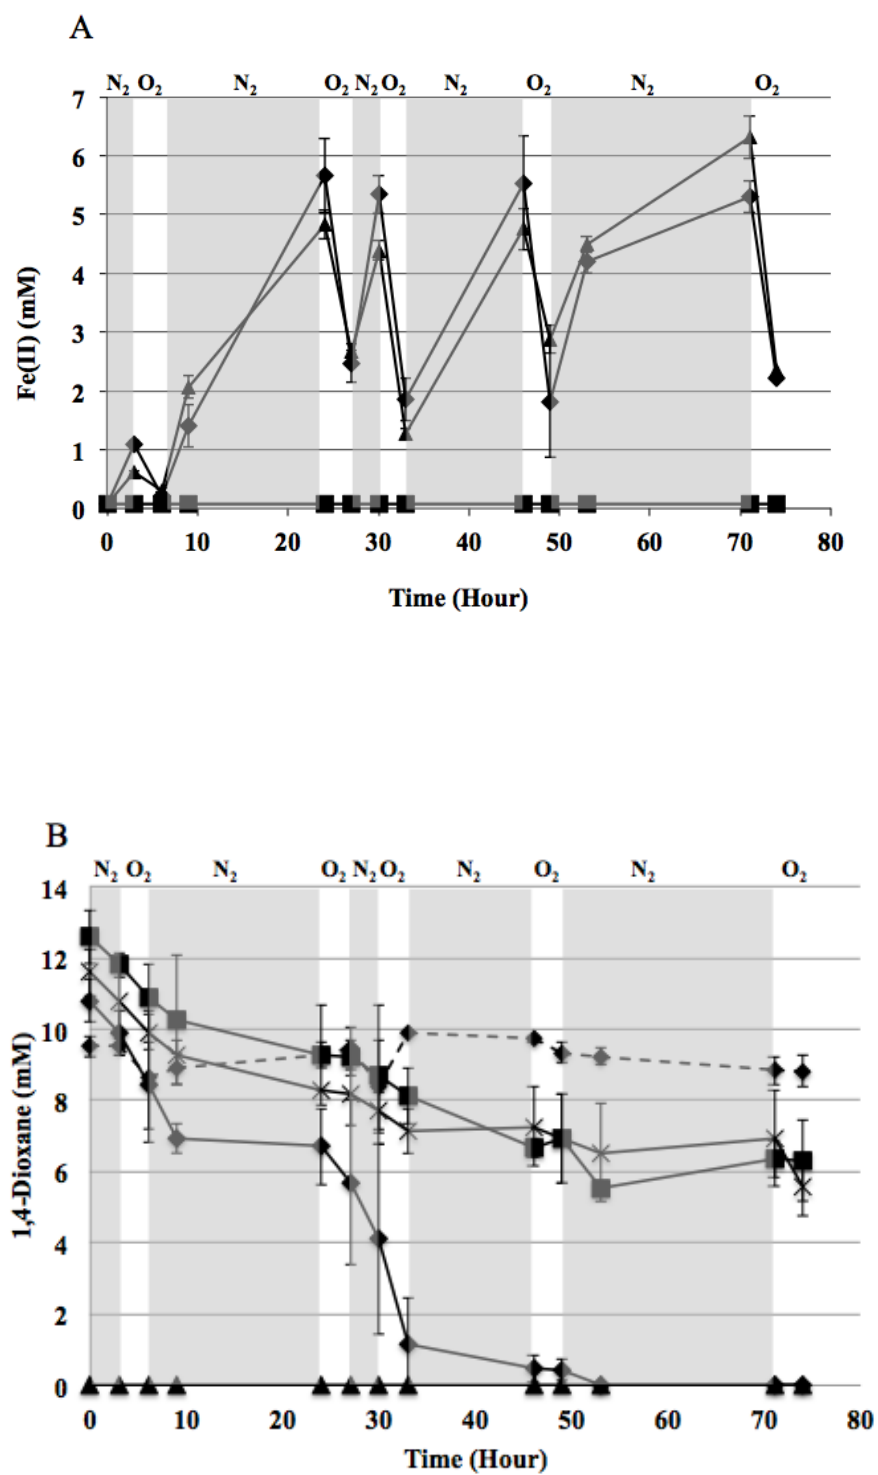 A
N₂ O₂ N₂ O₂ N₂ O₂ N₂ O₂ N₂ O₂
7
6
5
4
3
2
1
0
Fe(II) (mM)
0 10 20 30 40 50 60 70 80
Time (Hour)
B
N₂ O₂ N₂ O₂ N₂ O₂ N₂ O₂ N₂ O₂
14
12
10
8
6
4
2
0
1,4-Dioxane (mM)
0 10 20 30 40 50 60 70 80
Time (Hour)